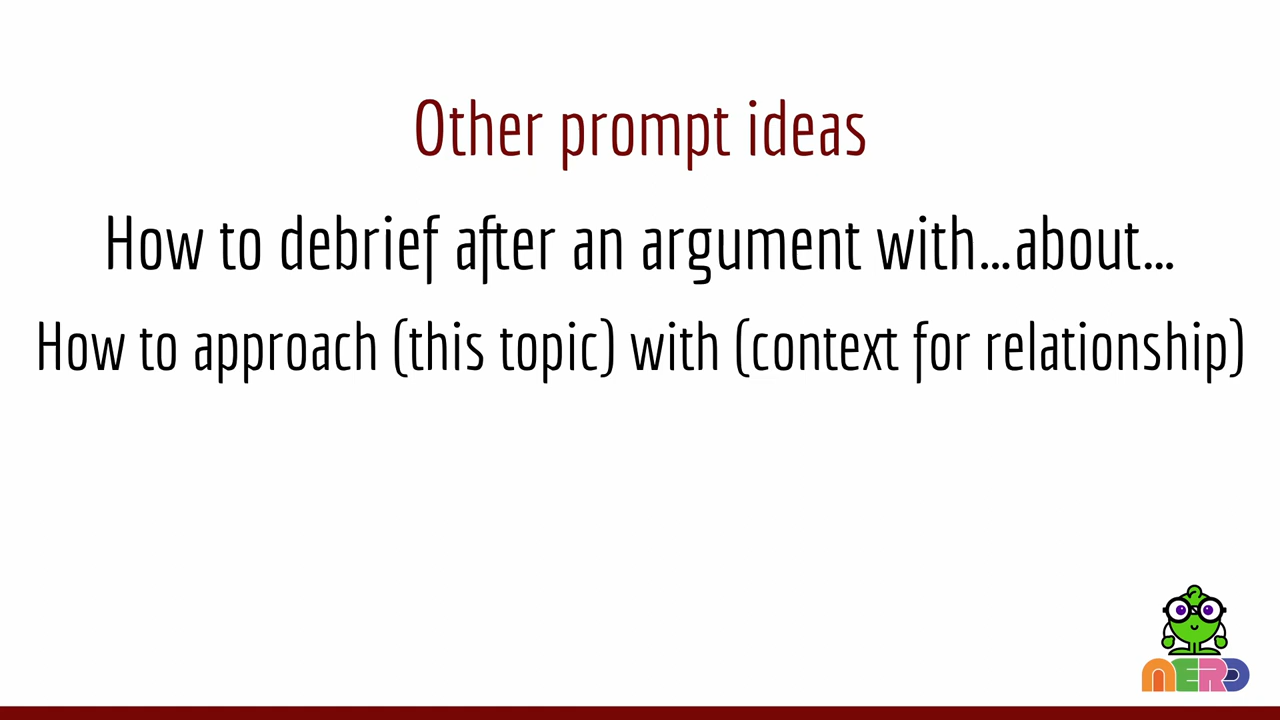 Other prompt ideas
How to debrief after an argument with...about...
How to approach (this topic) with (context for relationship)
NERD